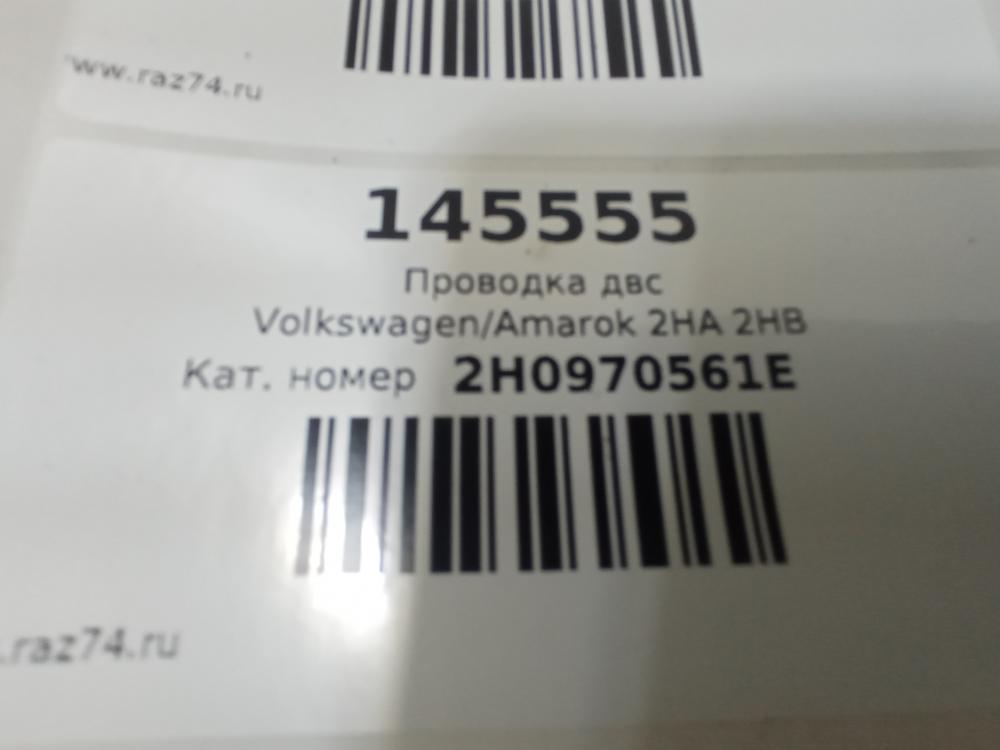 www.raz74.ru
145555
Проводка двс
Volkswagen/Amarok 2HA 2HB
Кат. номер 2H0970561E
.raz74.ru